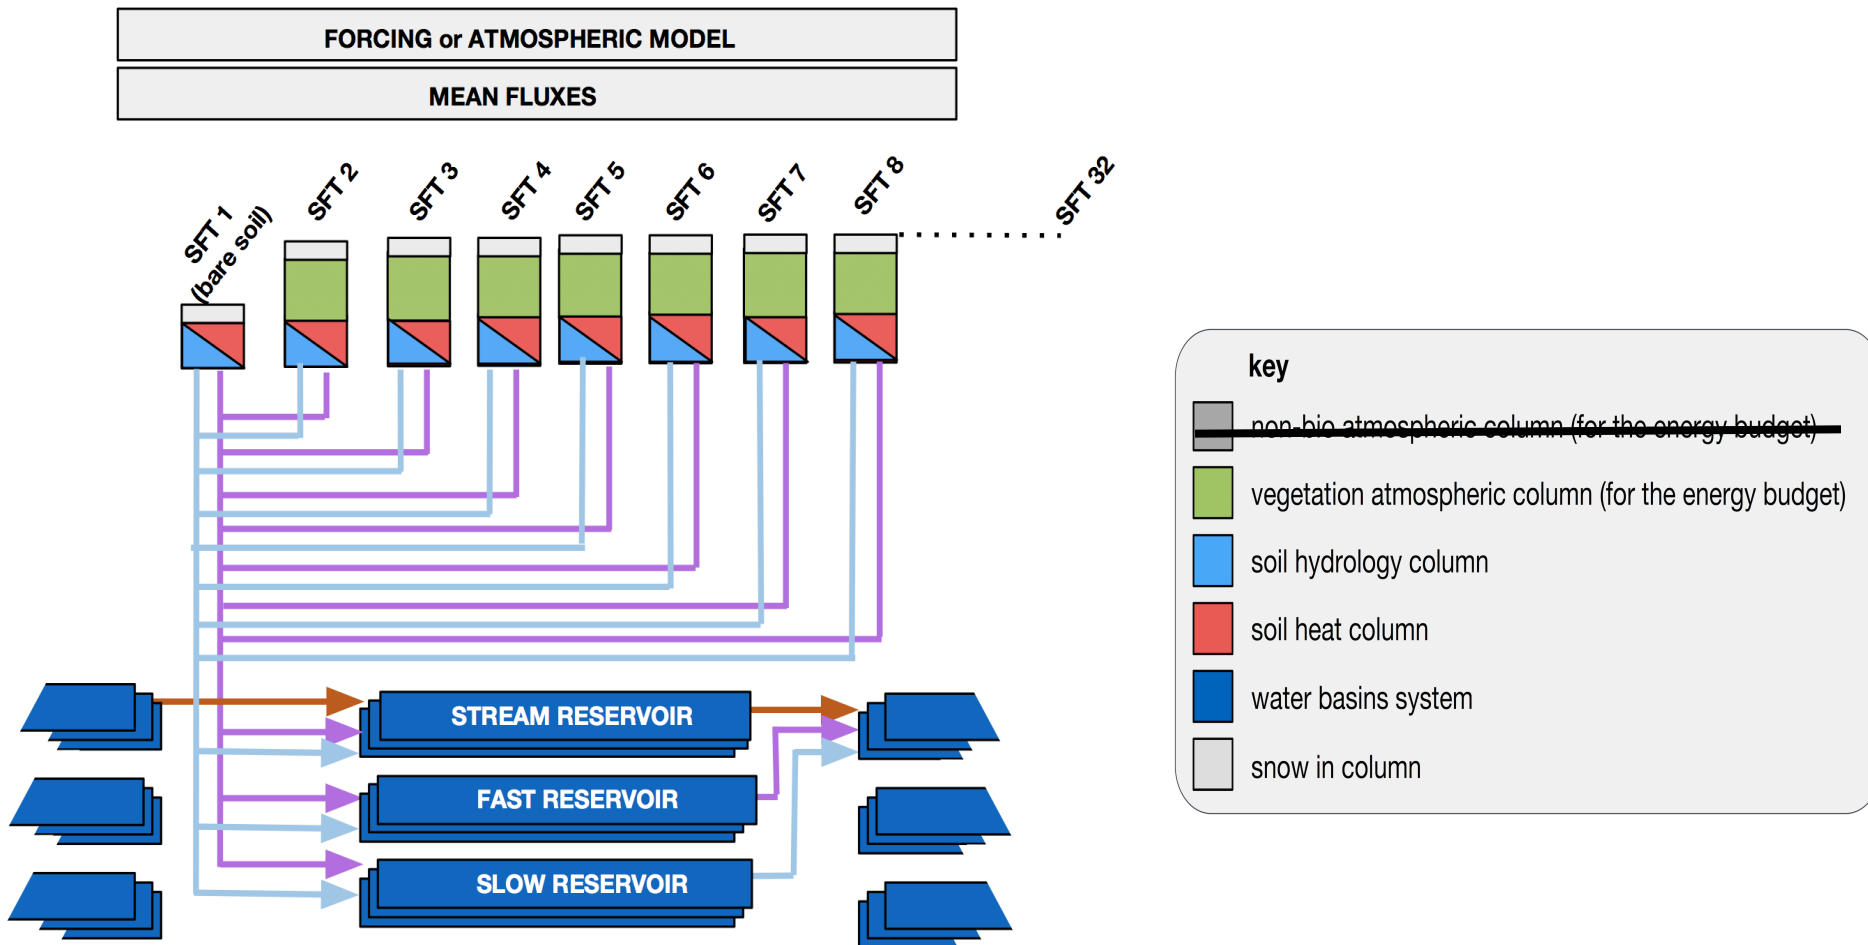 FORCING or ATMOSPHERIC MODEL
MEAN FLUXES
SFT 1
(bare soil)
SFT 2
SFT 3
SFT 4
SFT 5
SFT 6
SFT 7
SFT 8
SFT 32
key
non-bio atmospheric column (for the energy budget)
vegetation atmospheric column (for the energy budget)
soil hydrology column
soil heat column
water basins system
snow in column
STREAM RESERVOIR
FAST RESERVOIR
SLOW RESERVOIR